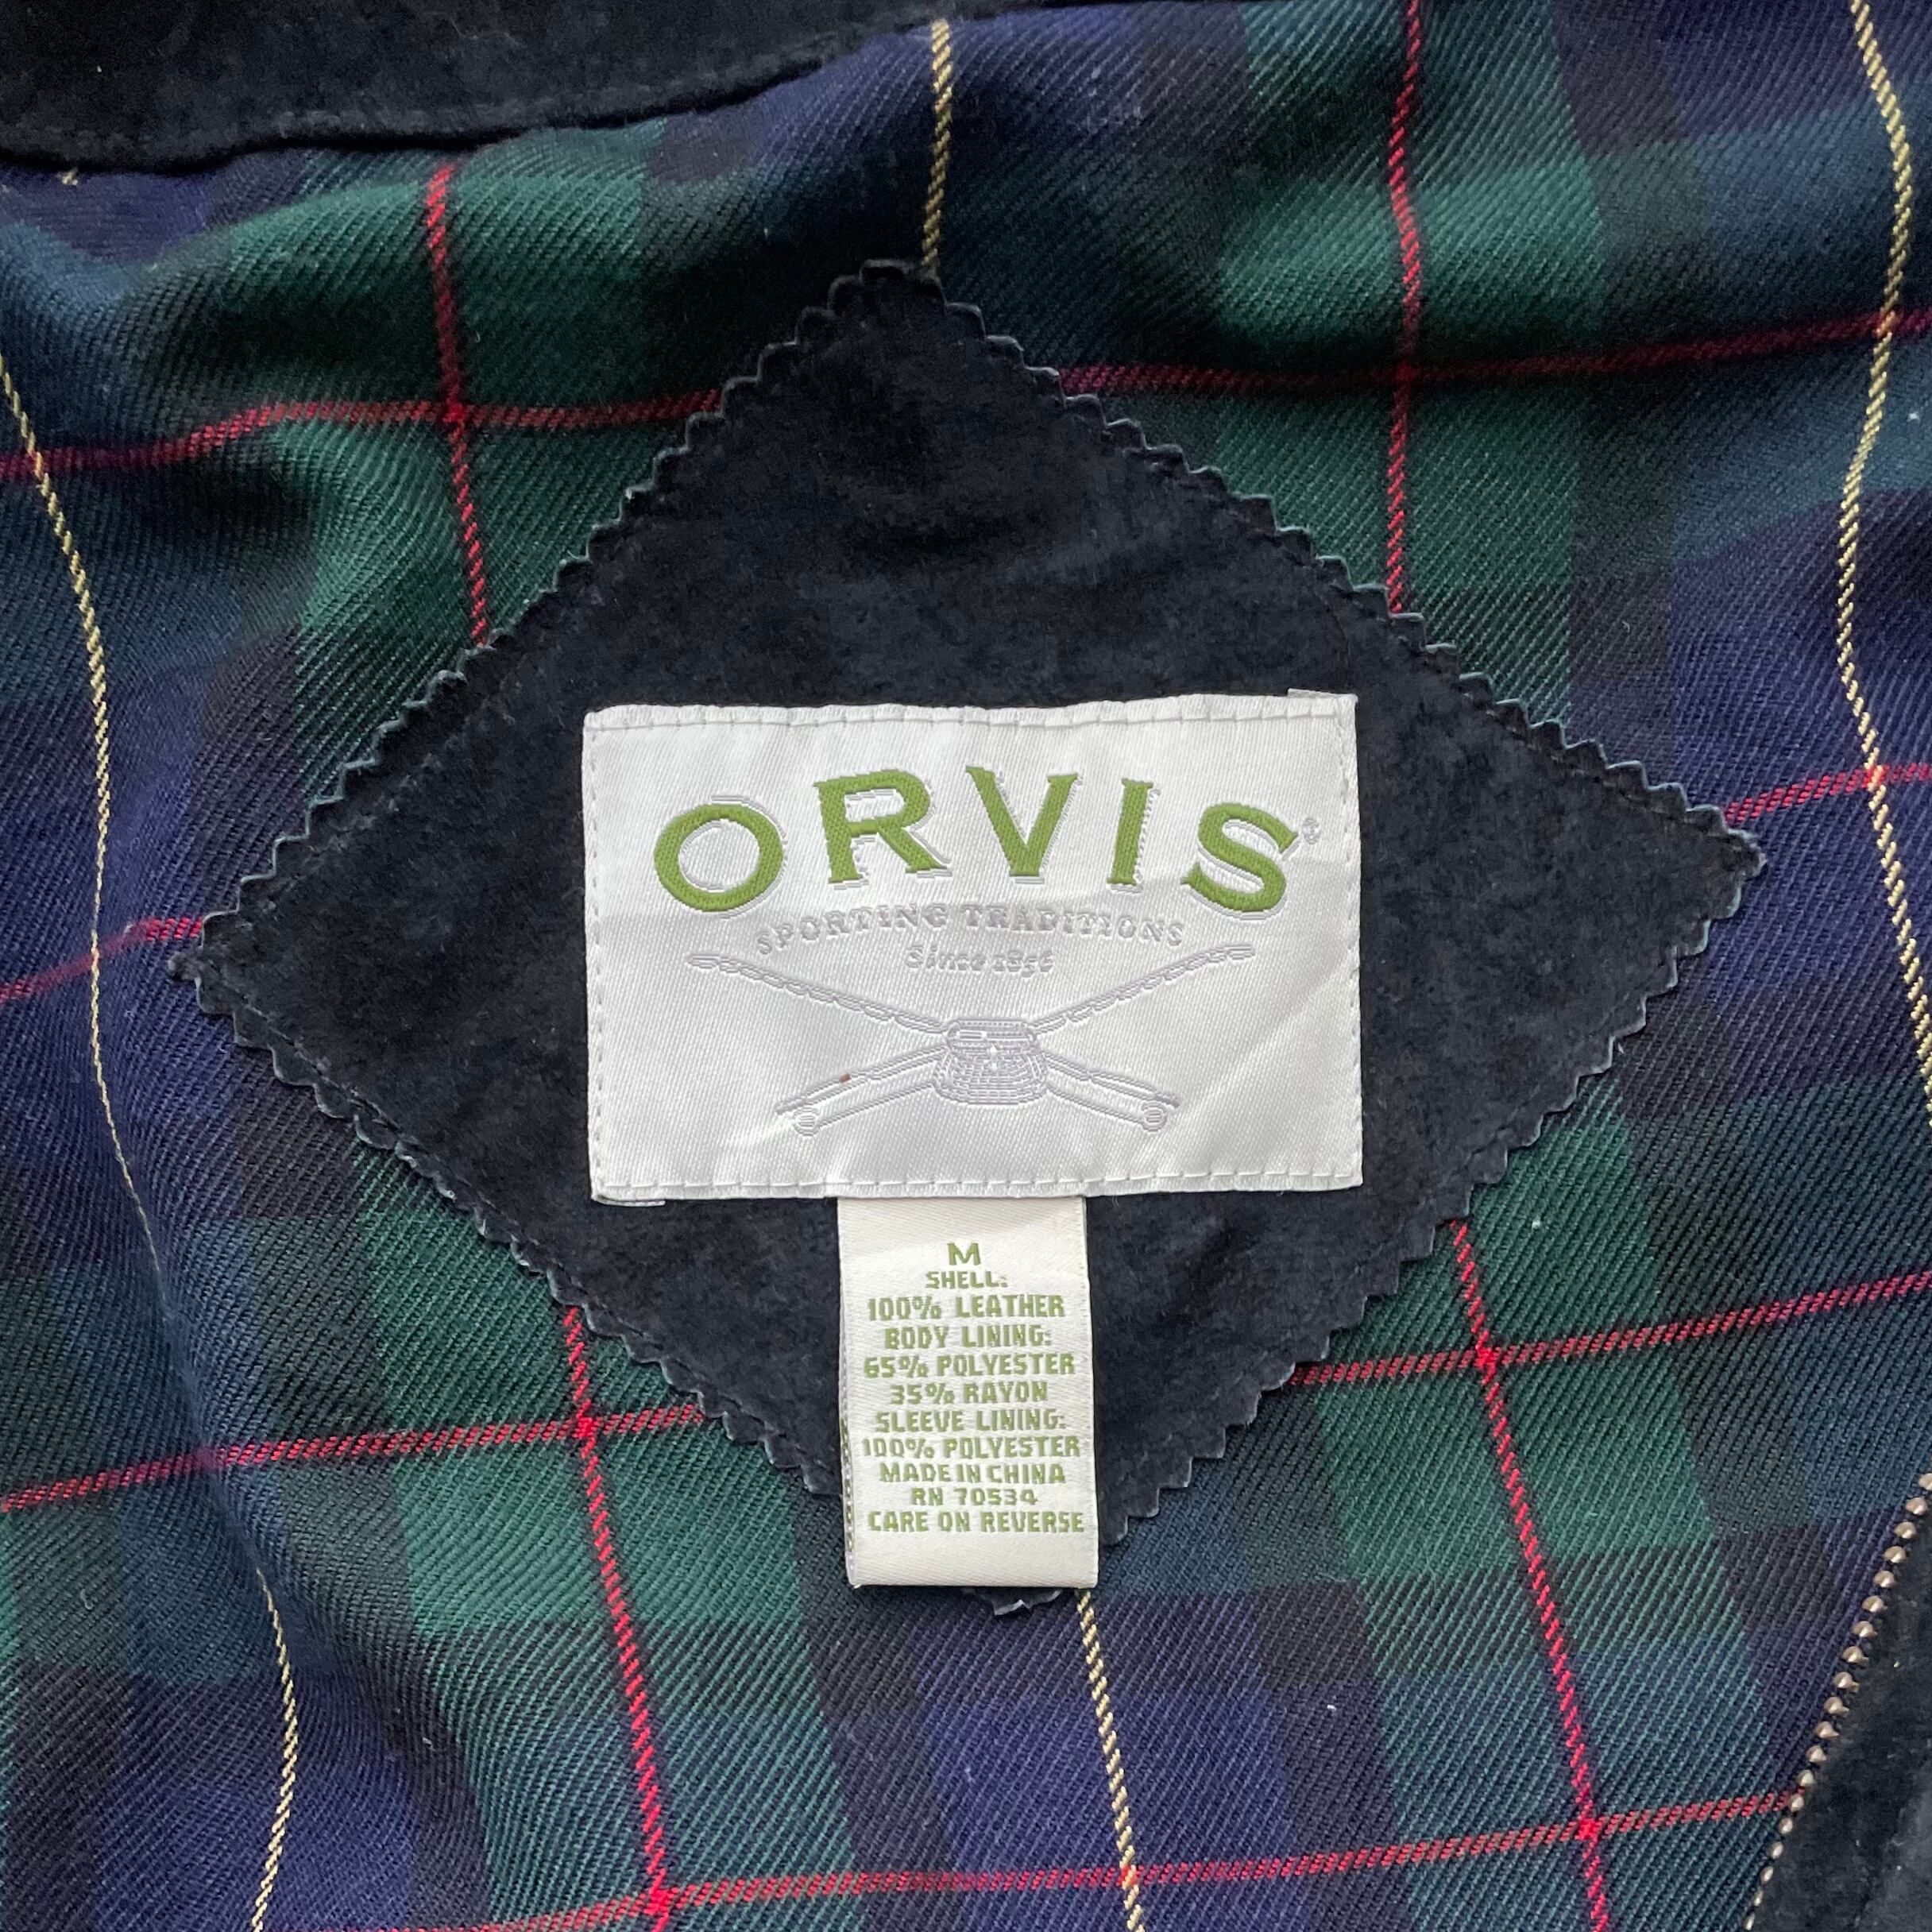 ORVIS®
SPORTING TRADITIONS
Since 1856
M
SHELL:
100% LEATHER
BODY LINING:
65% POLYESTER
35% RAYON
SLEEVE LINING:
100% POLYESTER
MADE IN CHINA
RN 70534
CARE ON REVERSE